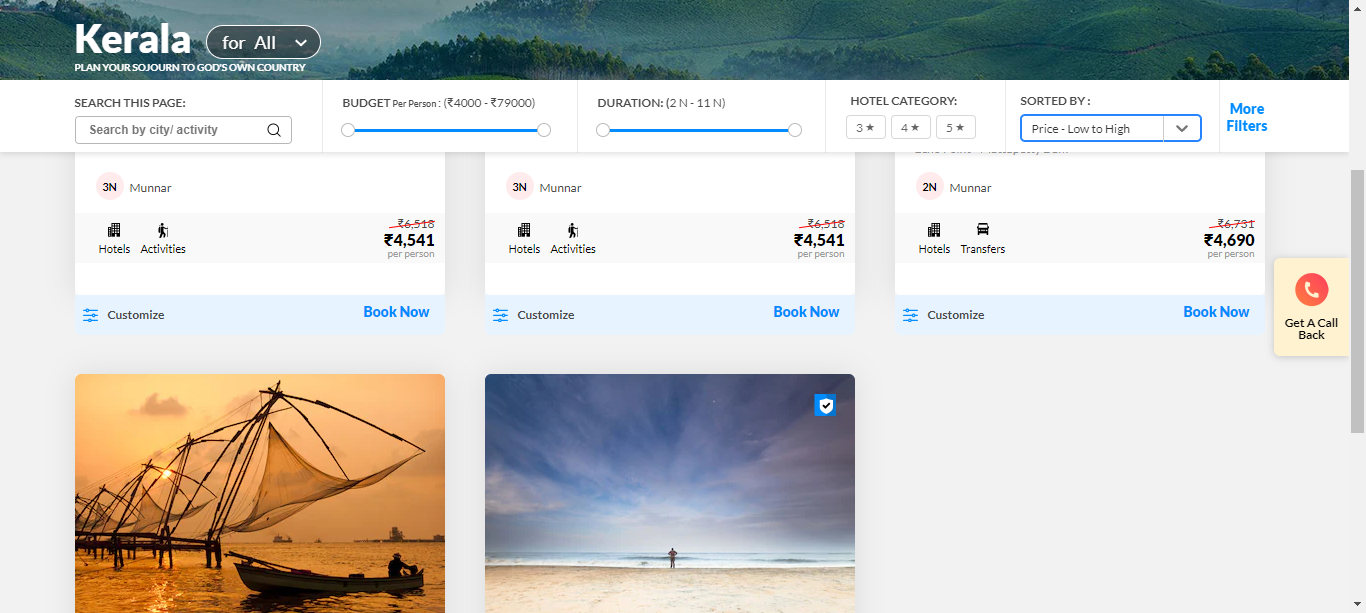 Kerala
for All
PLAN YOUR SOJOURN TO GOD'S OWN COUNTRY
SEARCH THIS PAGE:
Search by city/ activity
BUDGET Per Person : (₹4000 - ₹79000)
DURATION: (2 N - 11 N)
HOTEL CATEGORY:
3 ★ 4 ★ 5 ★
SORTED BY :
Price - Low to High
More
Filters
3N Munnar
Hotels Activities
₹6,518
₹4,541
per person
Customize
Book Now
3N Munnar
Hotels Activities
₹6,518
₹4,541
per person
Customize
Book Now
2N Munnar
Hotels Transfers
₹6,731
₹4,690
per person
Customize
Book Now
Get A Call
Back